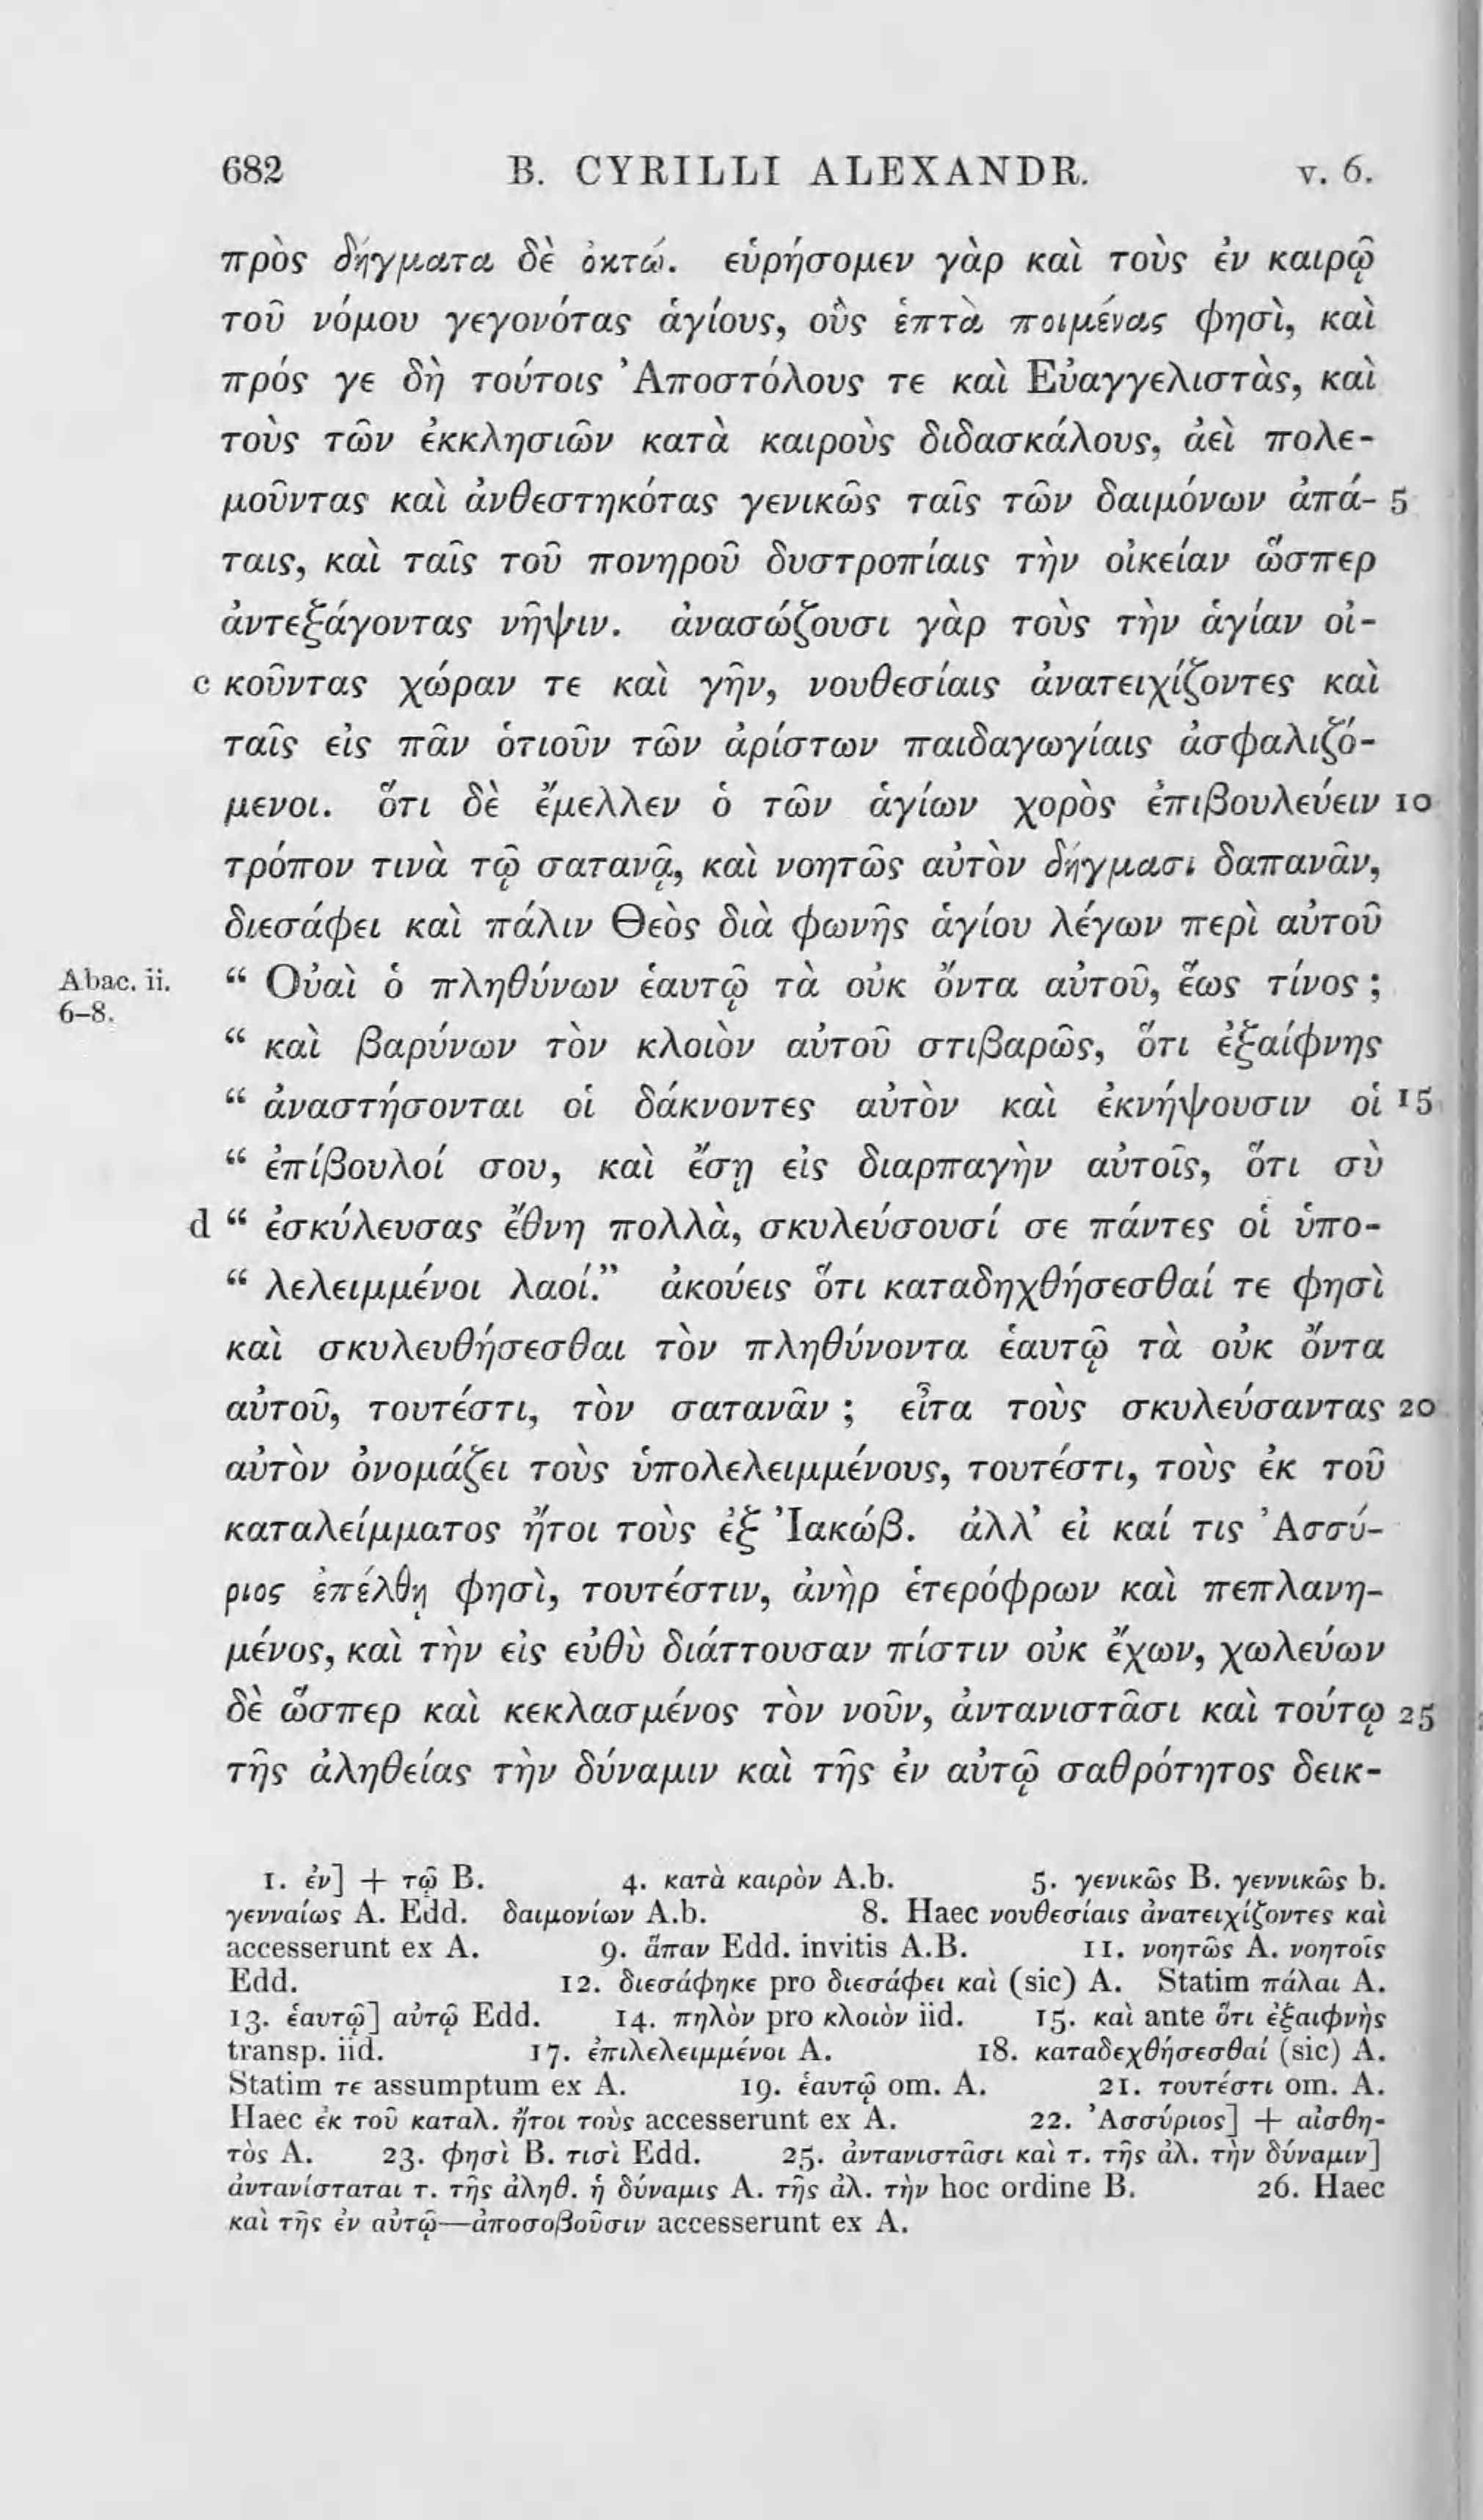 682 B. CYRILLI ALEXANDR. v. 6.
πρὸς δήγματα δὲ ὀκτώ. εὑρήσομεν γὰρ καὶ τοὺς ἐν καιρῷ
τοῦ νόμου γεγονότας ἁγίους, οὓς ἑπτὰ ποιμένας φησὶ, καὶ
πρός γε δὴ τούτοις Ἀποστόλους τε καὶ Εὐαγγελιστὰς, καὶ
τοὺς τῶν ἐκκλησιῶν κατὰ καιροὺς διδασκάλους, ἀεὶ πολε-
μοῦντας καὶ ἀνθεστηκότας γενικῶς ταῖς τῶν δαιμόνων ἀπά- 5
ταις, καὶ ταῖς τοῦ πονηροῦ δυστροπίαις τὴν οἰκείαν ὥσπερ
ἀντεξάγοντας νῆψιν. ἀνασώζουσι γὰρ τοὺς τὴν ἁγίαν οἰ-
c κοῦντας χώραν τε καὶ γῆν, νουθεσίαις ἀνατειχίζοντες καὶ
ταῖς εἰς πᾶν ὁτιοῦν τῶν ἀρίστων παιδαγωγίαις ἀσφαλιζό-
μενοι. ὅτι δὲ ἔμελλεν ὁ τῶν ἁγίων χορὸς ἐπιβουλεύειν 10
τρόπον τινὰ τῷ σατανᾷ, καὶ νοητῶς αὐτὸν δήγμασι δαπανᾶν,
διεσάφει καὶ πάλιν Θεὸς διὰ φωνῆς ἁγίου λέγων περὶ αὐτοῦ
Abac. ii. 6-8. “ Οὐαὶ ὁ πληθύνων ἑαυτῷ τὰ οὐκ ὄντα αὐτοῦ, ἕως τίνος ;
“ καὶ βαρύνων τὸν κλοιὸν αὐτοῦ στιβαρῶς, ὅτι ἐξαίφνης
“ ἀναστήσονται οἱ δάκνοντες αὐτὸν καὶ ἐκνήψουσιν οἱ 15
“ ἐπίβουλοί σου, καὶ ἔσῃ εἰς διαρπαγὴν αὐτοῖς, ὅτι σὺ
d “ ἐσκύλευσας ἔθνη πολλὰ, σκυλεύσουσί σε πάντες οἱ ὑπο-
“ λελειμμένοι λαοί.” ἀκούεις ὅτι καταδηχθήσεσθαί τε φησὶ
καὶ σκυλευθήσεσθαι τὸν πληθύνοντα ἑαυτῷ τὰ οὐκ ὄντα
αὐτοῦ, τουτέστι, τὸν σατανᾶν ; εἶτα τοὺς σκυλεύσαντας 20
αὐτὸν ὀνομάζει τοὺς ὑπολελειμμένους, τουτέστι, τοὺς ἐκ τοῦ
καταλείμματος ἤτοι τοὺς ἐξ Ἰακώβ. ἀλλ’ εἰ καί τις Ἀσσύ-
ριος ἐπέλθῃ φησὶ, τουτέστιν, ἀνὴρ ἑτερόφρων καὶ πεπλανη-
μένος, καὶ τὴν εἰς εὐθὺ διάττουσαν πίστιν οὐκ ἔχων, χωλεύων
δὲ ὥσπερ καὶ κεκλασμένος τὸν νοῦν, ἀντανιστᾶσι καὶ τούτῳ 25
τῆς ἀληθείας τὴν δύναμιν καὶ τῆς ἐν αὐτῷ σαθρότητος δεικ-
1. ἐν] + τῷ B. 4. κατὰ καιρὸν A.b. 5. γενικῶς B. γεννικῶς b.
γενναίως A. Edd. δαιμονίων A.b. 8. Haec νουθεσίαις ἀνατειχίζοντες καὶ
accesserunt ex A. 9. ἅπαν Edd. invitis A.B. 11. νοητῶς A. νοητοῖς
Edd. 12. διεσάφηκε pro διεσάφει καὶ (sic) A. Statim πάλαι A.
13. ἑαυτῷ] αὐτῷ Edd. 14. πηλὸν pro κλοιὸν iid. 15. καὶ ante ὅτι ἐξαιφνὴς
transp. iid. 17. ἐπιλελειμμένοι A. 18. καταδεχθήσεσθαί (sic) A.
Statim τε assumptum ex A. 19. ἑαυτῷ om. A. 21. τουτέστι om. A.
Haec ἐκ τοῦ καταλ. ἤτοι τοὺς accesserunt ex A. 22. Ἀσσύριος] + αἰσθη-
τὸς A. 23. φησὶ B. τισὶ Edd. 25. ἀντανιστᾶσι καὶ τ. τῆς ἀλ. τὴν δύναμιν]
ἀντανίσταται τ. τῆς ἀληθ. ἡ δύναμις A. τῆς ἀλ. τὴν hoc ordine B. 26. Haec
καὶ τῆς ἐν αὐτῷ—ἀποσοβοῦσιν accesserunt ex A.